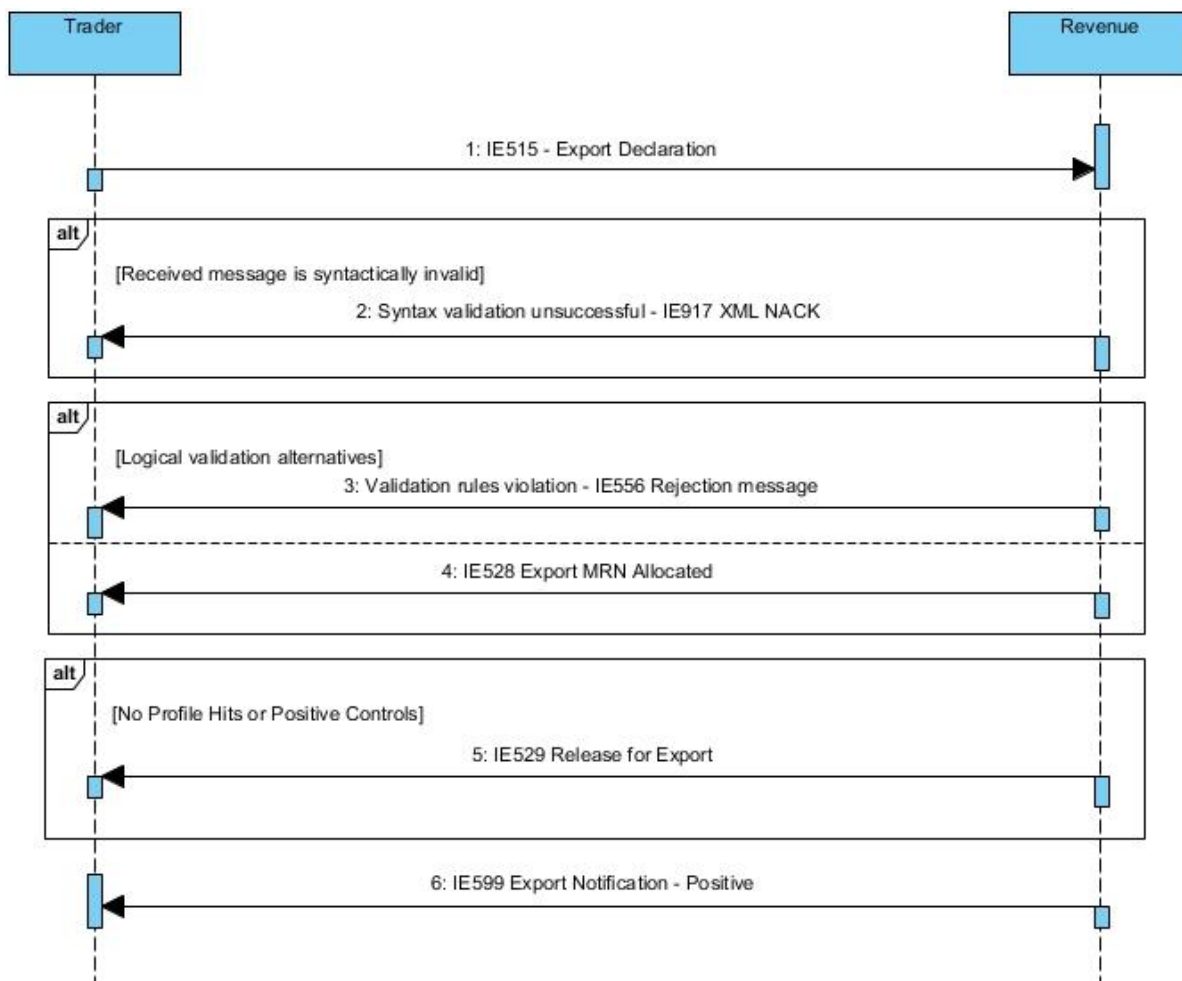 Trader
Revenue
1: IE515 - Export Declaration
alt
[Received message is syntactically invalid]
2: Syntax validation unsuccessful - IE917 XML NACK
alt
[Logical validation alternatives]
3: Validation rules violation - IE556 Rejection message
4: IE528 Export MRN Allocated
alt
[No Profile Hits or Positive Controls]
5: IE529 Release for Export
6: IE599 Export Notification - Positive